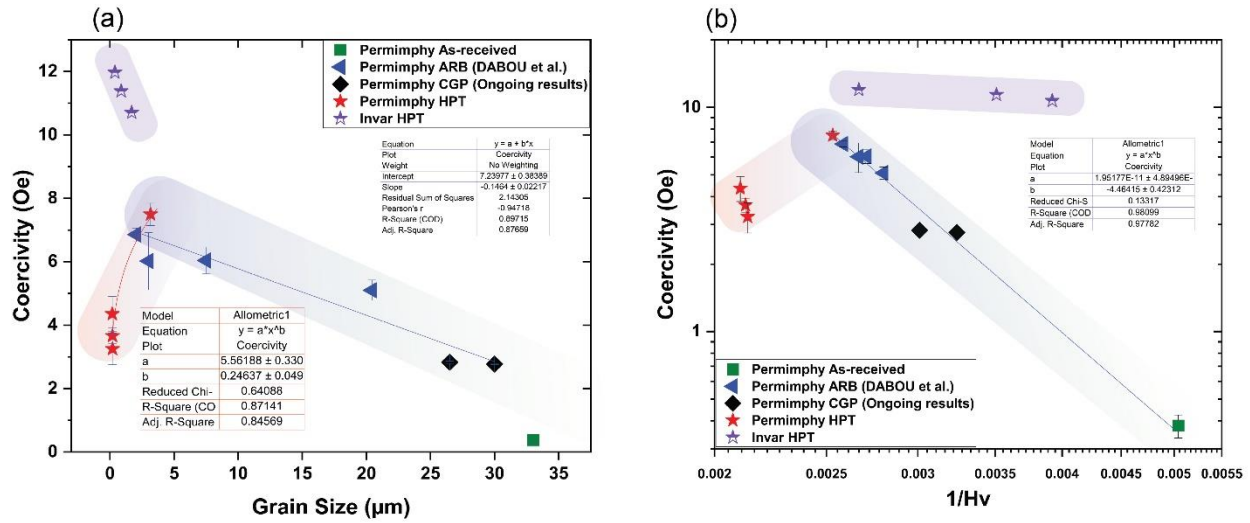 (a)
Coercivity (Oe)
12
10
8
6
4
2
0
Permimphy As-received
Permimphy ARB (DABOU et al.)
Permimphy CGP (Ongoing results)
Permimphy HPT
Invar HPT
Equation y = a + b*x
Plot Coercivity
Weight No Weighting
Intercept 7.23977 ± 0.38389
Slope -0.1464 ± 0.02217
Residual Sum of Squares 2.14305
Pearson's r -0.94718
R-Square (COD) 0.89715
Adj. R-Square 0.87659
Model Allometric1
Equation y = a*x^b
Plot Coercivity
a 5.56188 ± 0.330
b 0.24637 ± 0.049
Reduced Chi- 0.64088
R-Square (CO 0.87141
Adj. R-Square 0.84569
0 5 10 15 20 25 30 35
Grain Size (µm)
(b)
Coercivity (Oe)
10
1
Model Allometric1
Equation y = a*x^b
Plot Coercivity
a 1.95177E-11 ± 4.89496E-
b -4.46415 ± 0.42312
Reduced Chi-S 0.13317
R-Square (COD 0.98099
Adj. R-Square 0.97782
Permimphy As-received
Permimphy ARB (DABOU et al.)
Permimphy CGP (Ongoing results)
Permimphy HPT
Invar HPT
0.002 0.0025 0.003 0.0035 0.004 0.0045 0.005 0.0055
1/Hv